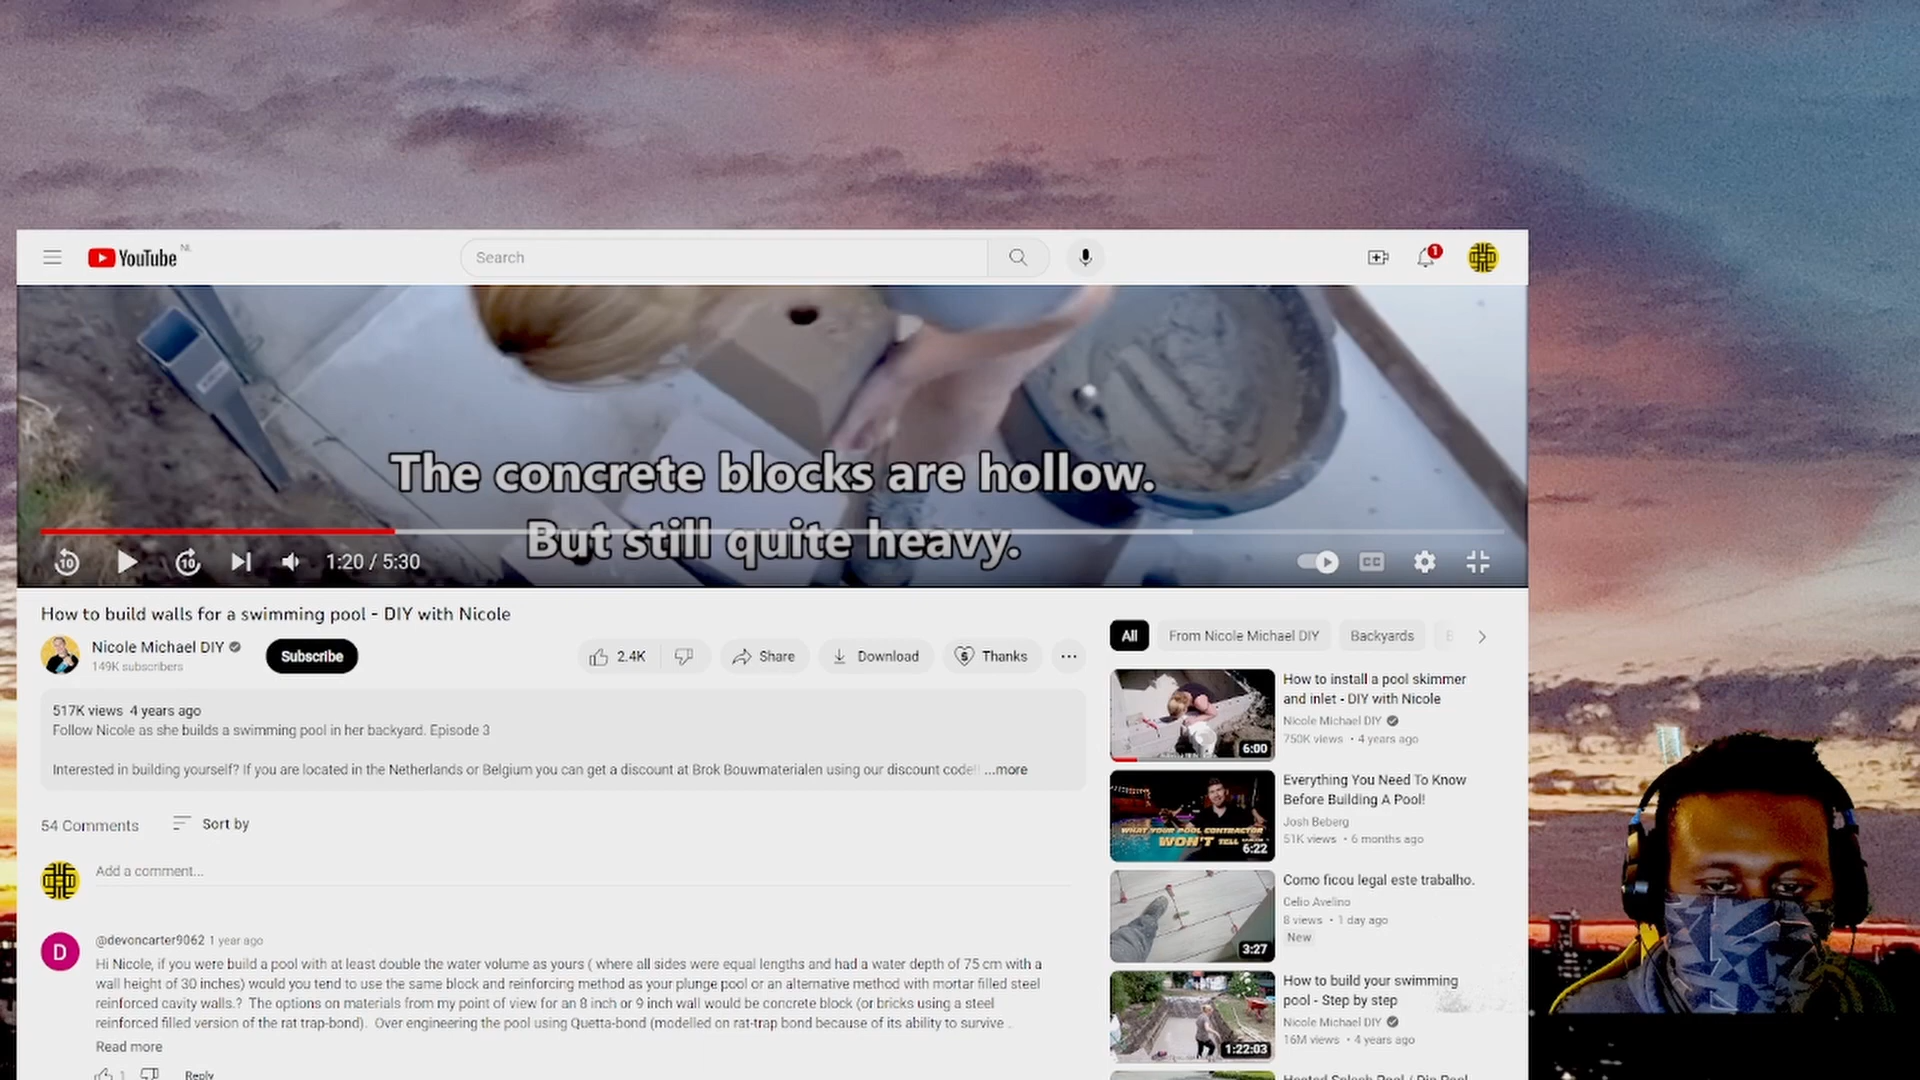 YouTube NL
Search
1
The concrete blocks are hollow.
But still quite heavy.
10
10
1:20 / 5:30
CC
How to build walls for a swimming pool - DIY with Nicole
Nicole Michael DIY
149K subscribers
Subscribe
2.4K
Share
Download
Thanks
517K views 4 years ago
Follow Nicole as she builds a swimming pool in her backyard. Episode 3
Interested in building yourself? If you are located in the Netherlands or Belgium you can get a discount at Brok Bouwmaterialen using our discount code!! ...more
54 Comments
Sort by
Add a comment...
D
@devoncarter9062 1 year ago
Hi Nicole, if you were build a pool with at least double the water volume as yours ( where all sides were equal lengths and had a water depth of 75 cm with a
wall height of 30 inches) would you tend to use the same block and reinforcing method as your plunge pool or an alternative method with mortar filled steel
reinforced cavity walls.? The options on materials from my point of view for an 8 inch or 9 inch wall would be concrete block (or bricks using a steel
reinforced filled version of the rat trap-bond). Over engineering the pool using Quetta-bond (modelled on rat-trap bond because of its ability to survive ..
Read more
1
Reply
All
From Nicole Michael DIY
Backyards
How to install a pool skimmer
and inlet - DIY with Nicole
Nicole Michael DIY
750K views • 4 years ago
6:00
Everything You Need To Know
Before Building A Pool!
Josh Beberg
51K views • 6 months ago
WHAT YOUR POOL CONTRACTOR
WON'T TELL
6:22
Como ficou legal este trabalho.
Celio Avelino
8 views • 1 day ago
New
3:27
How to build your swimming
pool - Step by step
Nicole Michael DIY
16M views • 4 years ago
1:22:03